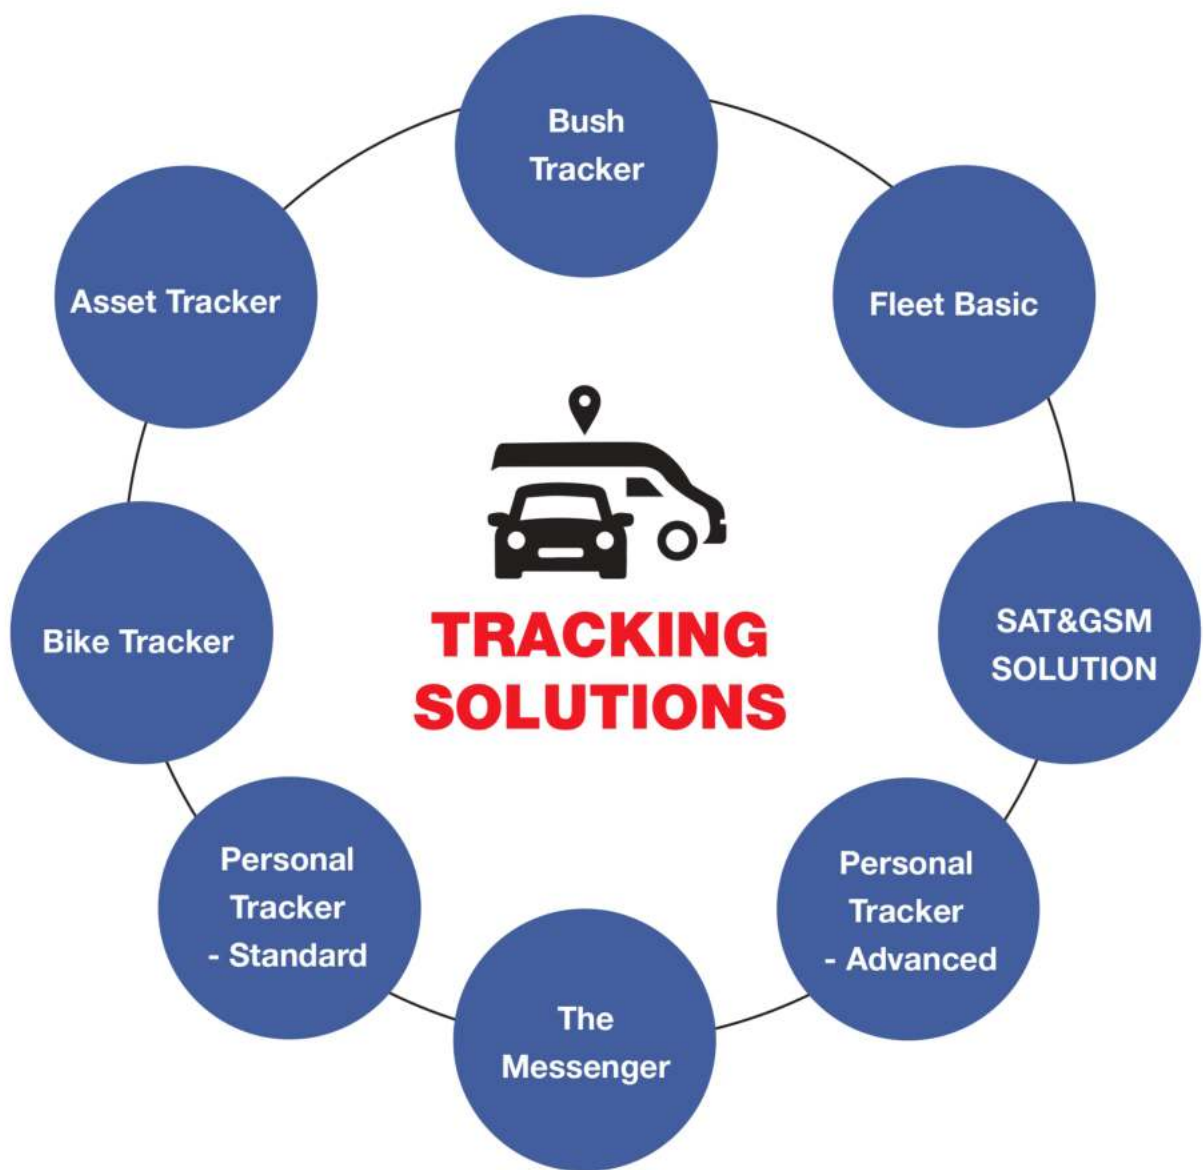 Bush
Tracker
Asset Tracker
Fleet Basic
TRACKING
SOLUTIONS
Bike Tracker
SAT&GSM
SOLUTION
Personal
Tracker
- Standard
Personal
Tracker
- Advanced
The
Messenger